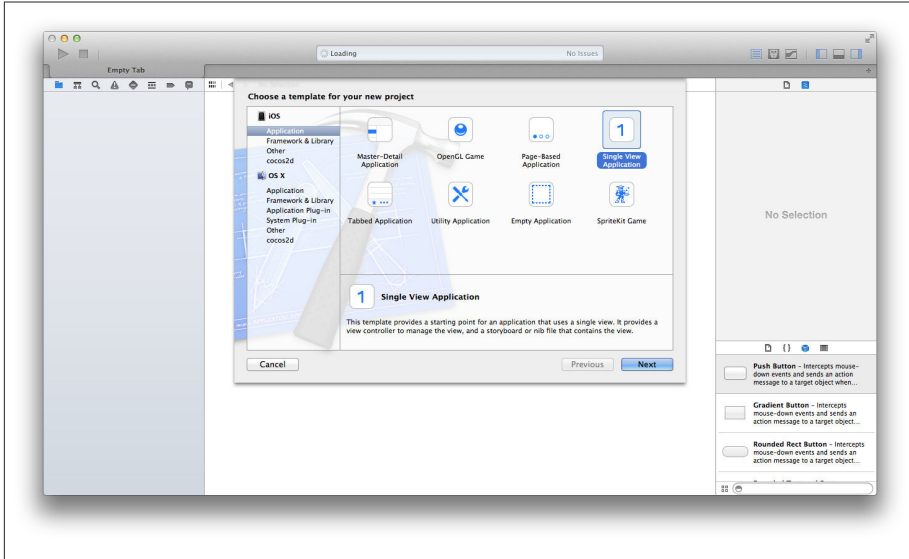 Loading
No Issues
Empty Tab
Choose a template for your new project
iOS
Application
Framework & Library
Other
cocos2d
OS X
Application
Framework & Library
Application Plug-in
System Plug-in
Other
cocos2d
Master-Detail
Application
OpenGL Game
Page-Based
Application
1
Single View
Application
Tabbed Application
Utility Application
Empty Application
SpriteKit Game
1
Single View Application
This template provides a starting point for an application that uses a single view. It provides a
view controller to manage the view, and a storyboard or nib file that contains the view.
Cancel
Previous
Next
No Selection
{}
Push Button – Intercepts mouse-
down events and sends an action
message to a target object when...
Gradient Button – Intercepts
mouse-down events and sends an
action message to a target object...
Rounded Rect Button – Intercepts
mouse-down events and sends an
action message to a target object...